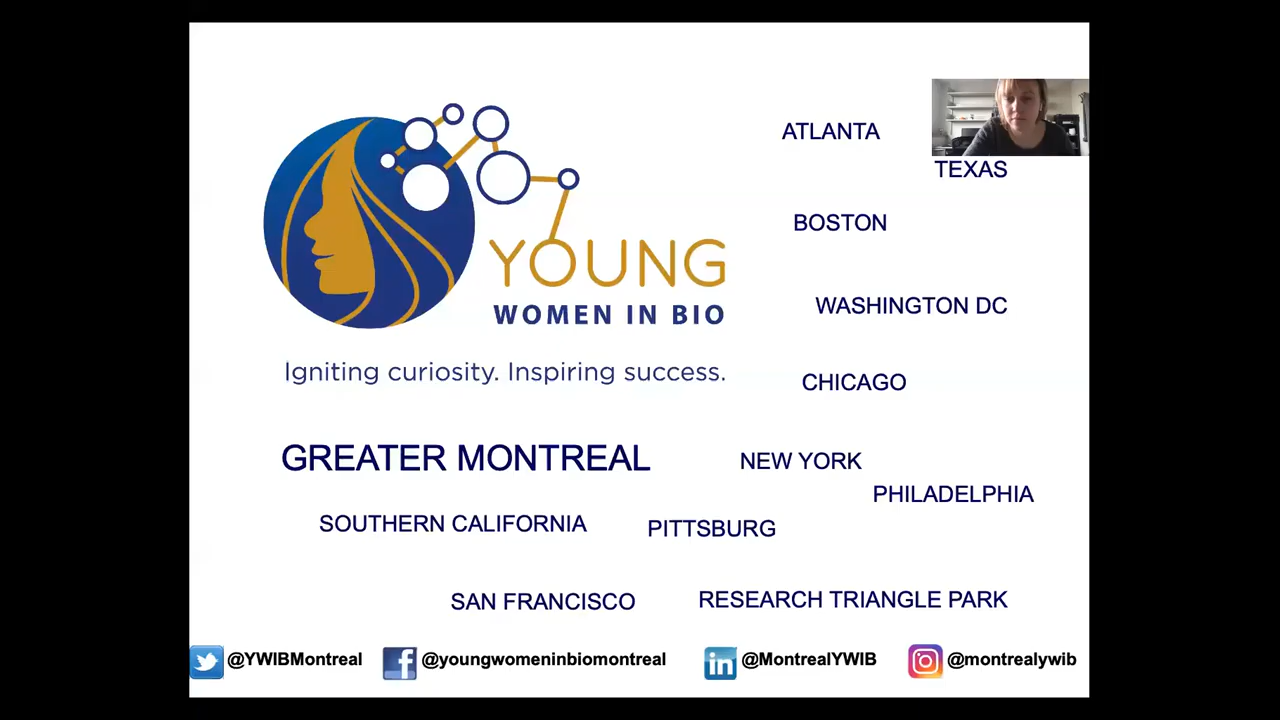 ATLANTA
TEXAS
BOSTON
YOUNG
WOMEN IN BIO
WASHINGTON DC
Igniting curiosity. Inspiring success.
CHICAGO
GREATER MONTREAL
NEW YORK
PHILADELPHIA
SOUTHERN CALIFORNIA
PITTSBURG
SAN FRANCISCO
RESEARCH TRIANGLE PARK
@YWIBMontreal
@youngwomeninbiomontreal
@MontrealYWIB
@montrealywib